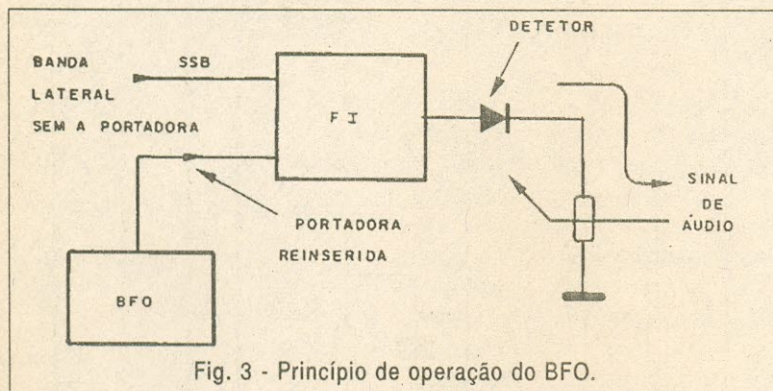 DETETOR
BANDA
SSB
LATERAL
SEM A PORTADORA
FI
SINAL
DE
ÁUDIO
PORTADORA
REINSERIDA
BFO
Fig. 3 - Princípio de operação do BFO.